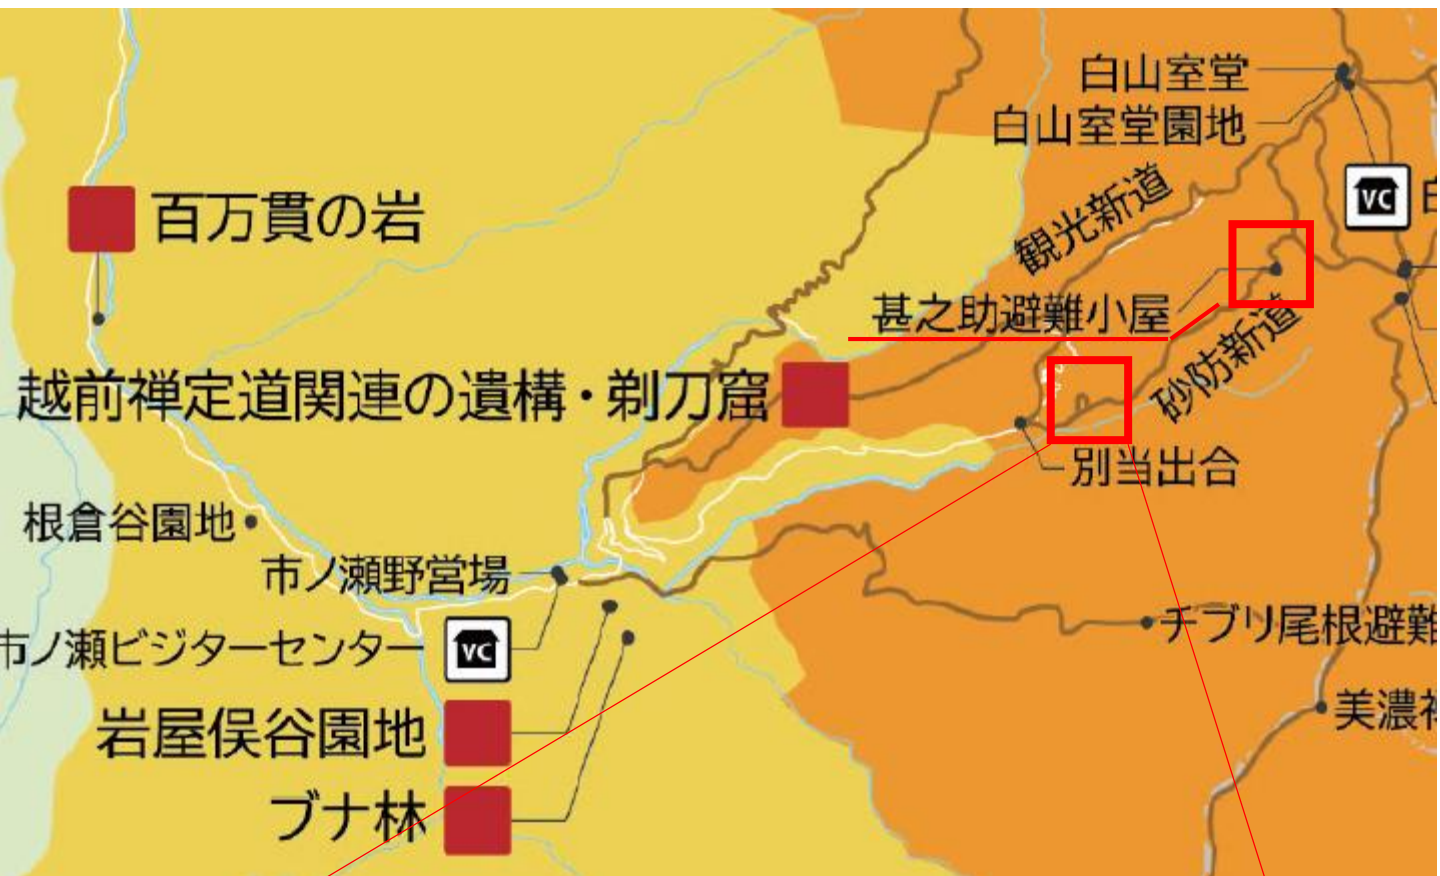 白山室堂
白山室堂園地
観光新道
VC
百万貫の岩
甚之助避難小屋
砂防新道
越前禅定道関連の遺構・剃刀窟
別当出合
根倉谷園地
市ノ瀬野営場
市ノ瀬ビジターセンター
VC
チブリ尾根避難
岩屋俣谷園地
美濃禅
ブナ林